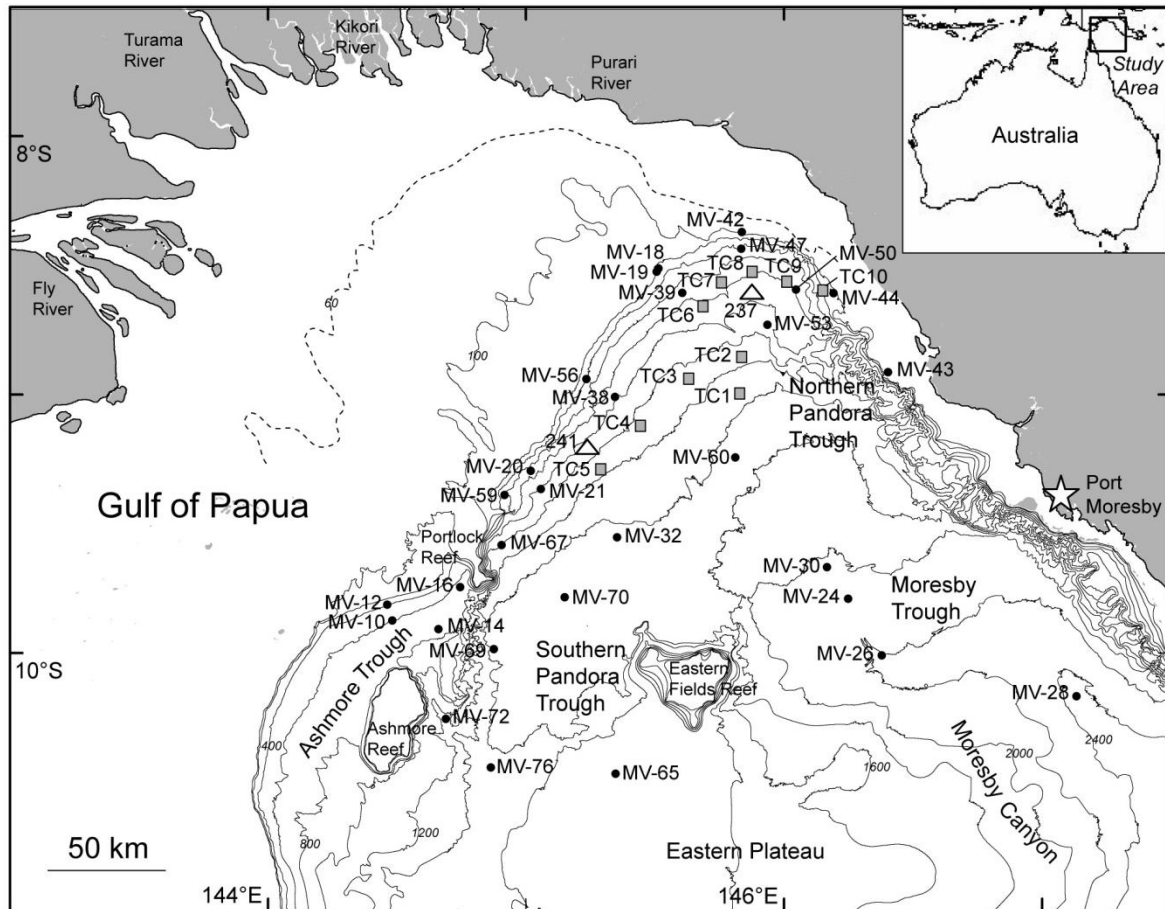 Turama
River
Kikori
River
Purari
River
Study
Area
Australia
8°S
Fly
River
60
100
MV-42
MV-47
MV-18
MV-19
MV-50
TC8
TC9
TC7
TC10
MV-39
MV-44
237
TC6
MV-53
TC2
MV-56
TC3
MV-43
MV-38
TC1
Northern
Pandora
Trough
TC4
241
MV-20
TC5
MV-60
MV-21
MV-59
Port
Moresby
Gulf of Papua
Portlock
Reef
MV-67
MV-32
MV-30
MV-16
Moresby
Trough
MV-12
MV-70
MV-24
MV-10
MV-14
MV-69
10°S
Southern
Pandora
Trough
Eastern
Fields Reef
MV-26
MV-28
Ashmore Trough
Ashmore
Reef
MV-72
400
MV-76
MV-65
Moresby Canyon
2000
2400
1600
800
1200
50 km
Eastern Plateau
144°E
146°E